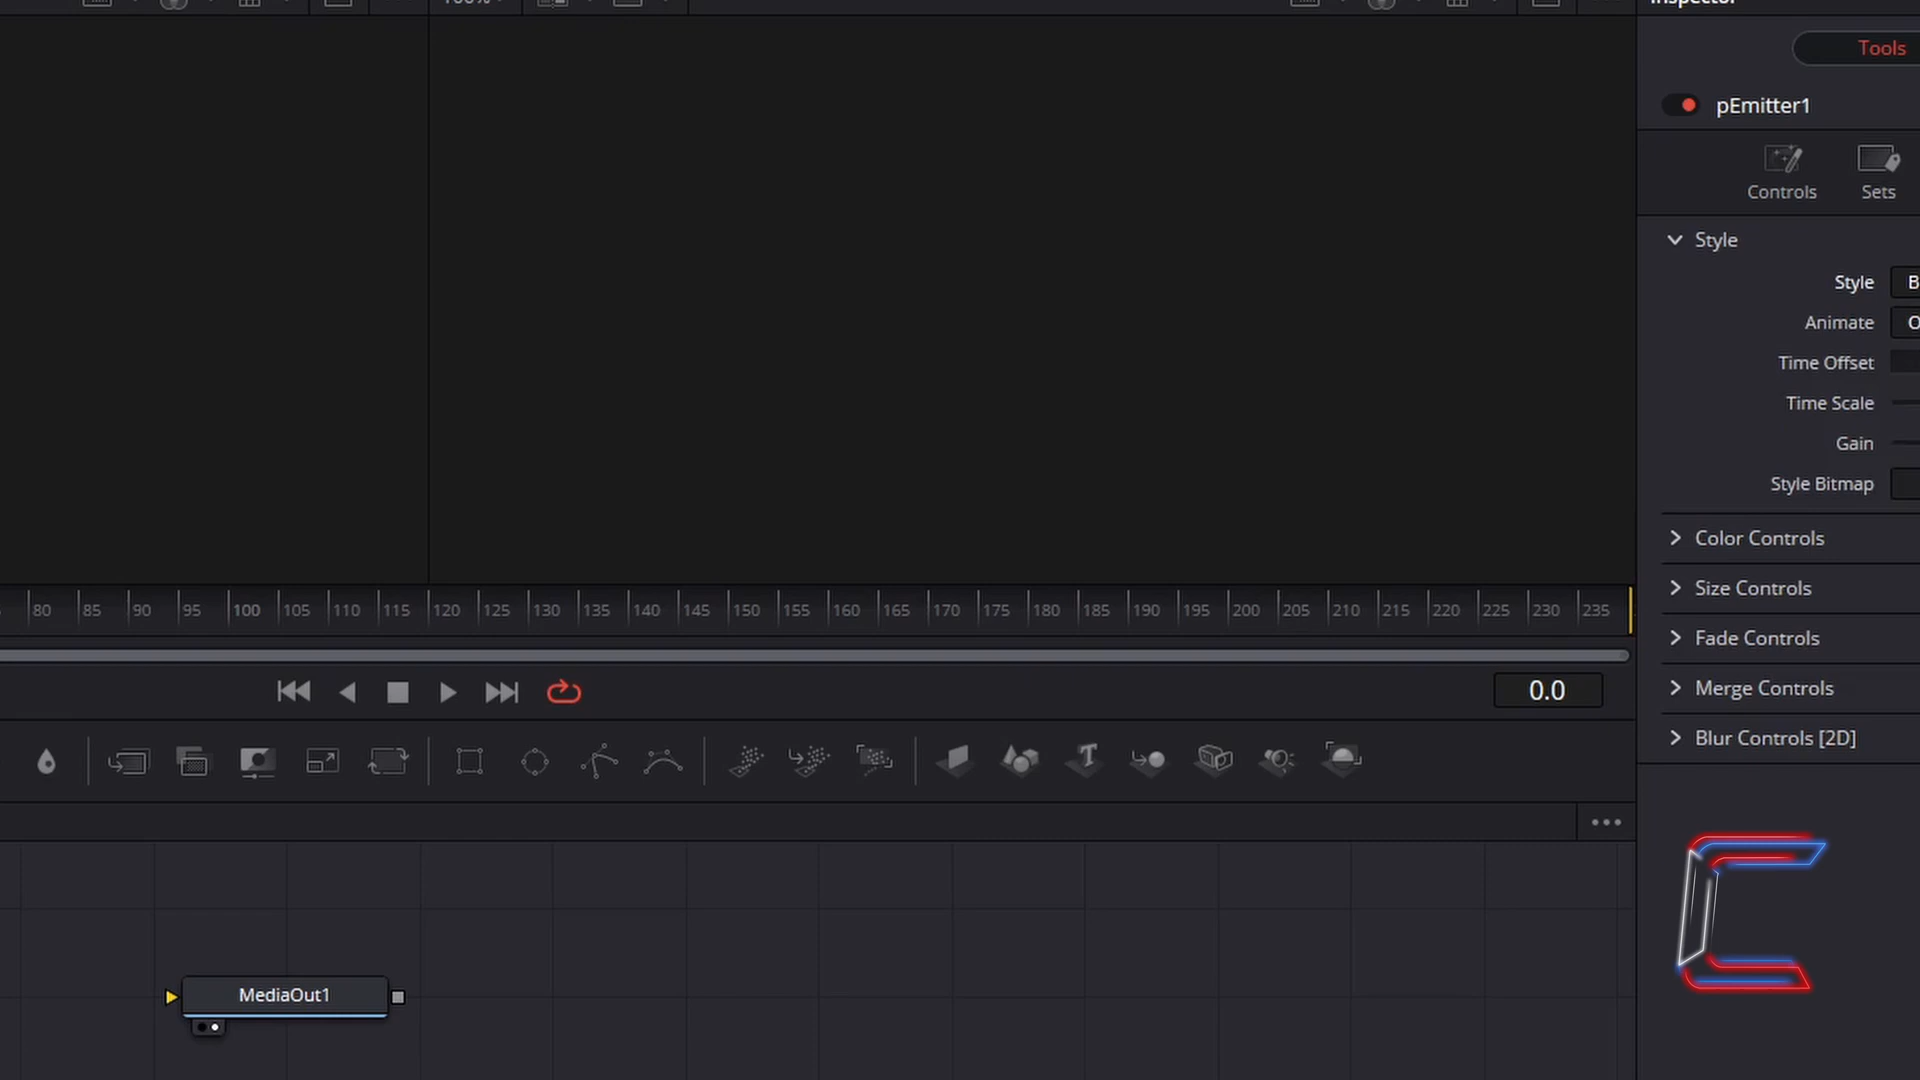 Tools
pEmitter1
Controls
Sets
Style
Style
Animate
Time Offset
Time Scale
Gain
Style Bitmap
Color Controls
Size Controls
Fade Controls
Merge Controls
Blur Controls [2D]
80 85 90 95 100 105 110 115 120 125 130 135 140 145 150 155 160 165 170 175 180 185 190 195 200 205 210 215 220 225 230 235
0.0
MediaOut1